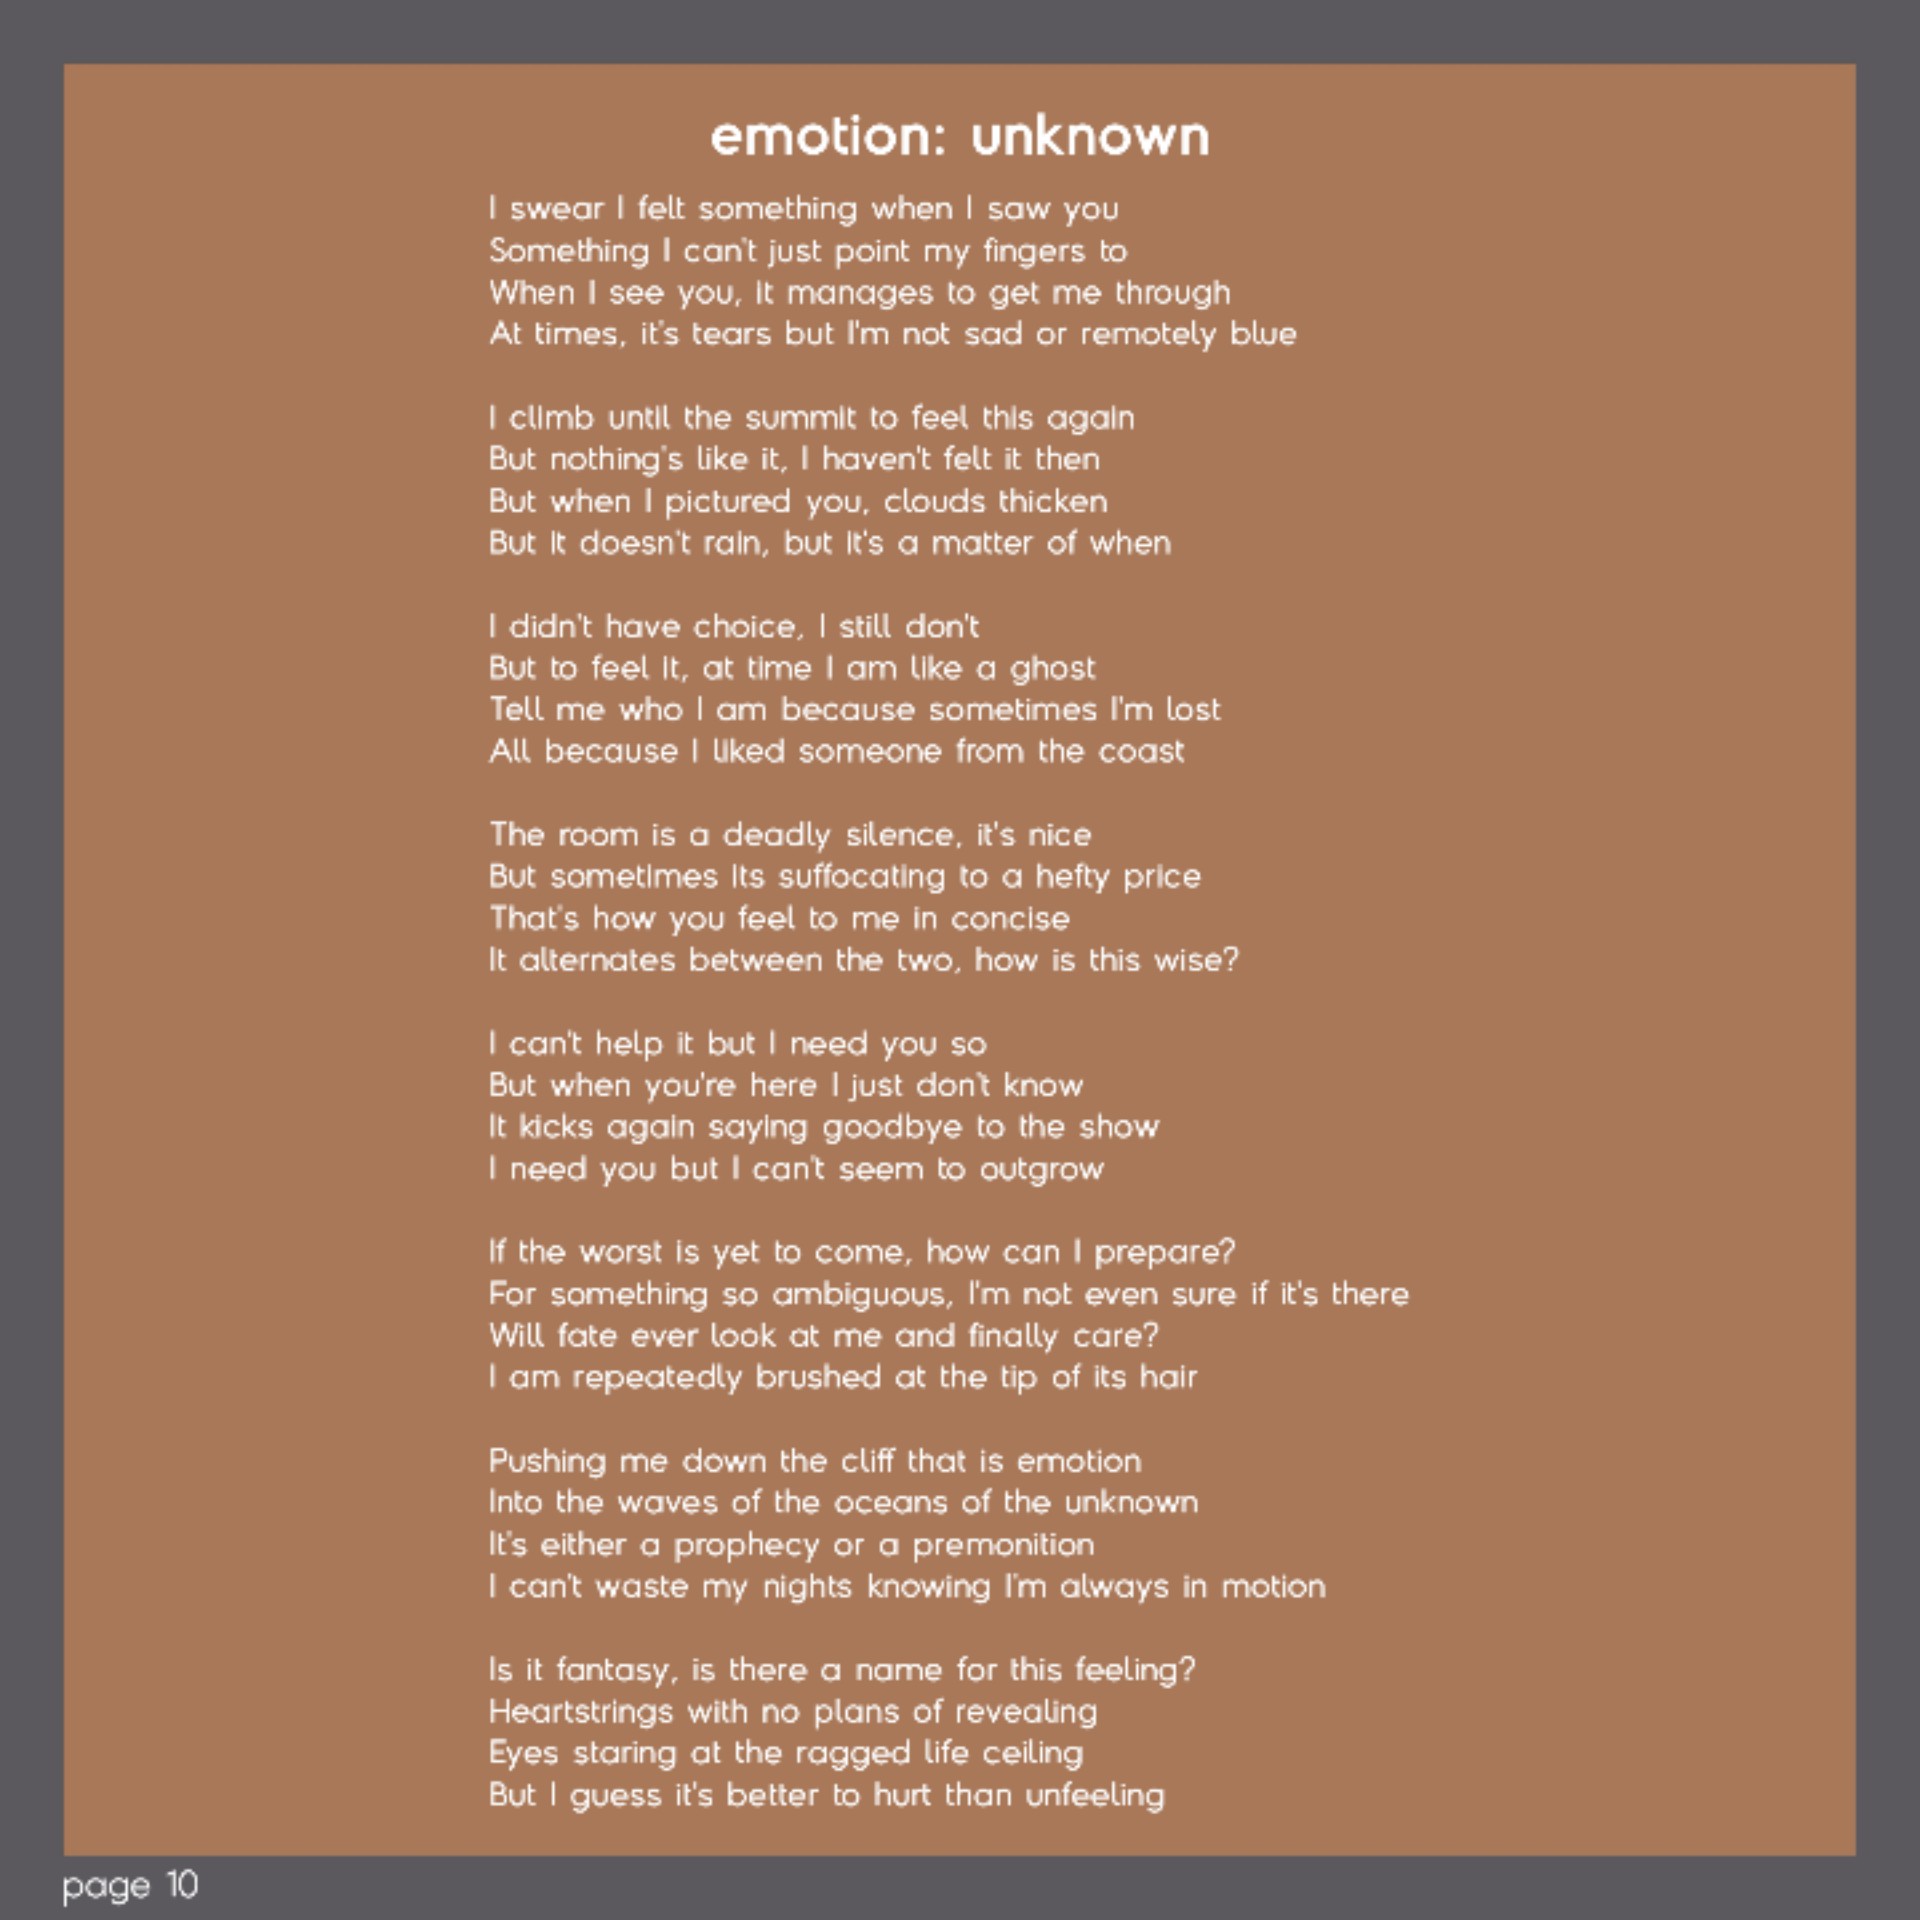 emotion: unknown
I swear I felt something when I saw you
Something I can't just point my fingers to
When I see you, it manages to get me through
At times, it's tears but I'm not sad or remotely blue
I climb until the summit to feel this again
But nothing's like it, I haven't felt it then
But when I pictured you, clouds thicken
But it doesn't rain, but it's a matter of when
I didn't have choice, I still don't
But to feel it, at time I am like a ghost
Tell me who I am because sometimes I'm lost
All because I liked someone from the coast
The room is a deadly silence, it's nice
But sometimes its suffocating to a hefty price
That's how you feel to me in concise
It alternates between the two, how is this wise?
I can't help it but I need you so
But when you're here I just don't know
It kicks again saying goodbye to the show
I need you but I can't seem to outgrow
If the worst is yet to come, how can I prepare?
For something so ambiguous, I'm not even sure if it's there
Will fate ever look at me and finally care?
I am repeatedly brushed at the tip of its hair
Pushing me down the cliff that is emotion
Into the waves of the oceans of the unknown
It's either a prophecy or a premonition
I can't waste my nights knowing I'm always in motion
Is it fantasy, is there a name for this feeling?
Heartstrings with no plans of revealing
Eyes staring at the ragged life ceiling
But I guess it's better to hurt than unfeeling
page 10